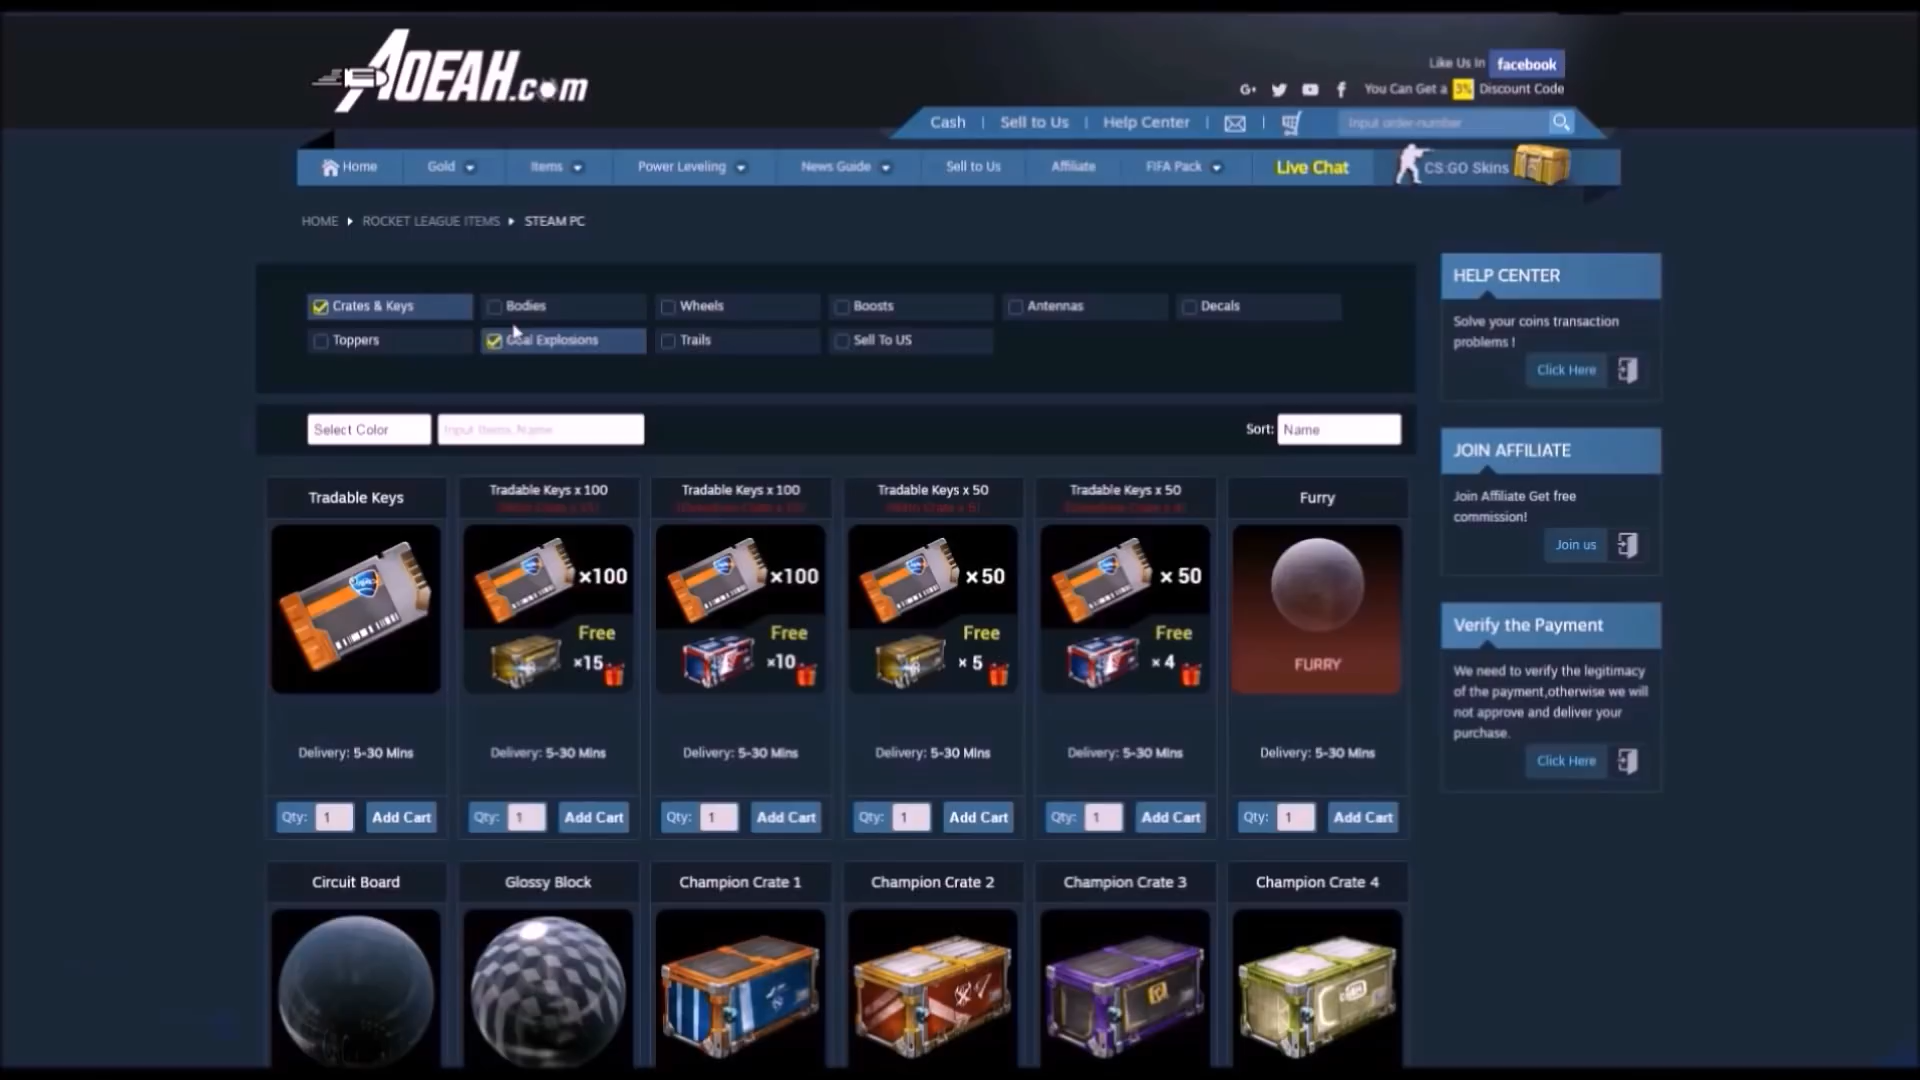 AOEAH.com
Like Us In facebook
You Can Get a 3% Discount Code
Cash | Sell to Us | Help Center | Input order-number
Home Gold Items Power Leveling News Guide Sell to Us Affiliate FIFA Pack Live Chat CS:GO Skins
HOME ROCKET LEAGUE ITEMS STEAM PC
Crates & Keys Bodies Wheels Boosts Antennas Decals
Toppers Goal Explosions Trails Sell To US
Select Color Input Items Name Sort: Name
Tradable Keys Tradable Keys x 100 Tradable Keys x 100 Tradable Keys x 50 Tradable Keys x 50 Furry
×100 ×100 ×50 ×50
Free Free Free Free
×15 ×10 ×5 ×4 FURRY
Delivery: 5-30 Mins Delivery: 5-30 Mins Delivery: 5-30 Mins Delivery: 5-30 Mins Delivery: 5-30 Mins Delivery: 5-30 Mins
Qty: 1 Add Cart Qty: 1 Add Cart Qty: 1 Add Cart Qty: 1 Add Cart Qty: 1 Add Cart Qty: 1 Add Cart
Circuit Board Glossy Block Champion Crate 1 Champion Crate 2 Champion Crate 3 Champion Crate 4
HELP CENTER
Solve your coins transaction
problems !
Click Here
JOIN AFFILIATE
Join Affiliate Get free
commission!
Join us
Verify the Payment
We need to verify the legitimacy
of the payment,otherwise we will
not approve and deliver your
purchase.
Click Here